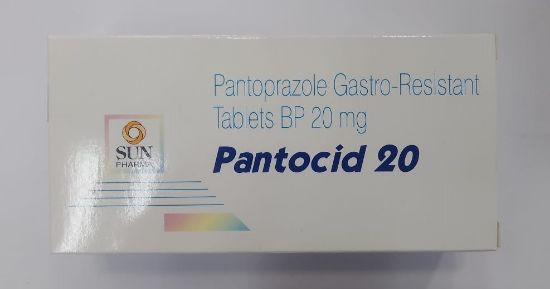 Pantoprazole Gastro-Resistant
Tablets BP 20 mg
SUN
PHARMA
Pantocid 20